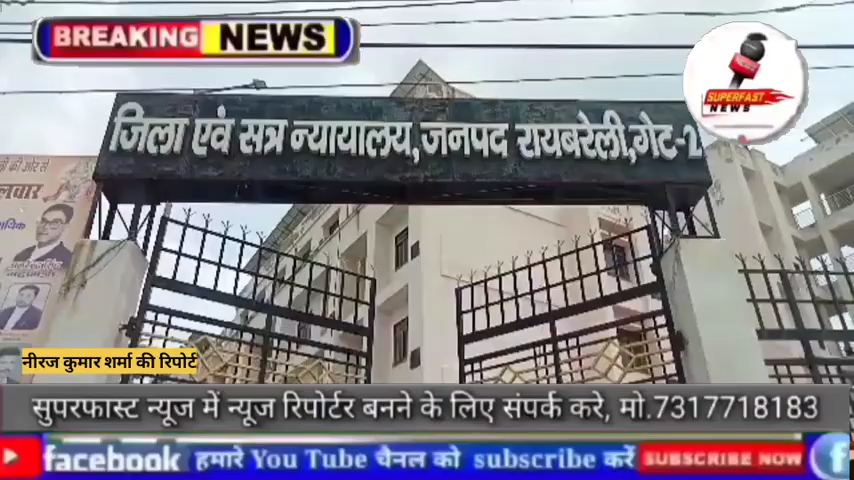 BREAKING NEWS
SUPERFAST
NEWS
जिला एवं सत्र न्यायालय,जनपद रायबरेली,गेट-2
की ओर से
नीरज कुमार शर्मा की रिपोर्ट
सुपरफास्ट न्यूज में न्यूज रिपोर्टर बनने के लिए संपर्क करे, मो.7317718183
facebook हमारे You Tube चैनल को subscribe करें SUBSCRIBE NOW f